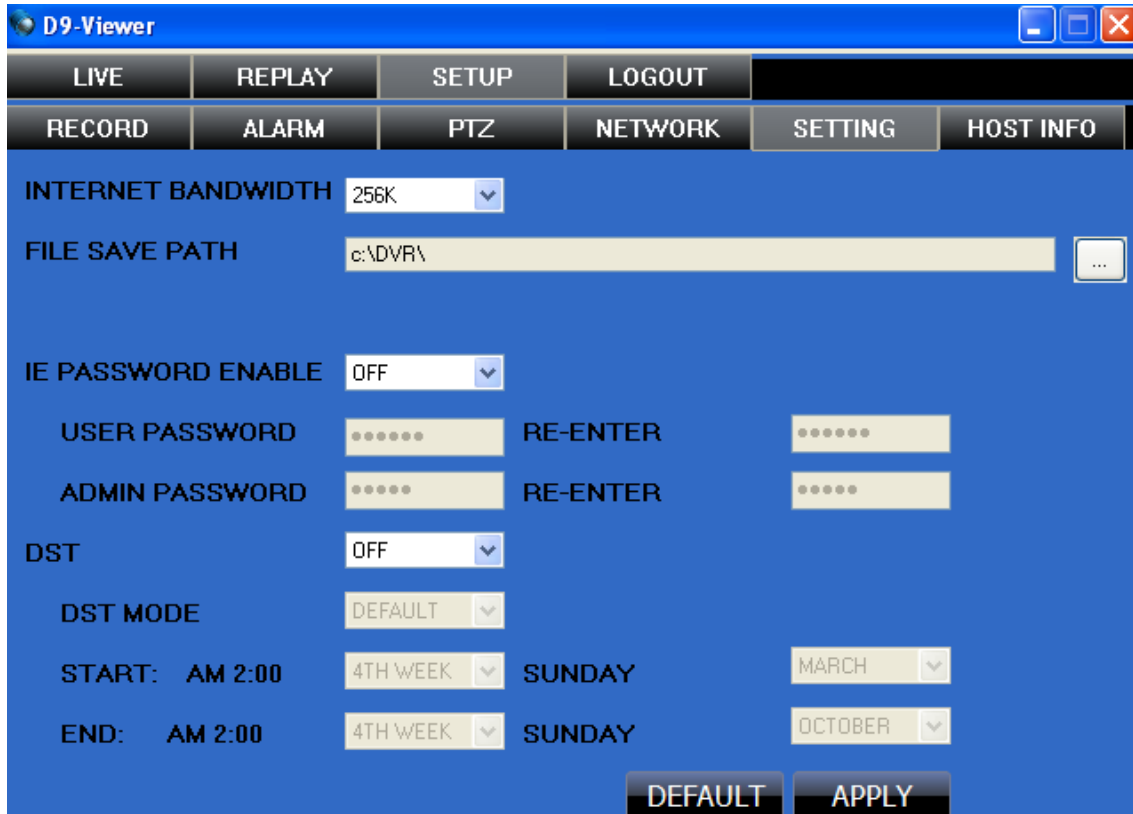 D9-Viewer
LIVE REPLAY SETUP LOGOUT
RECORD ALARM PTZ NETWORK SETTING HOST INFO
INTERNET BANDWIDTH 256K
FILE SAVE PATH c:\DVR\ ...
IE PASSWORD ENABLE OFF
USER PASSWORD •••••• RE-ENTER ••••••
ADMIN PASSWORD ••••• RE-ENTER •••••
DST OFF
DST MODE DEFAULT
START: AM 2:00 4TH WEEK SUNDAY MARCH
END: AM 2:00 4TH WEEK SUNDAY OCTOBER
DEFAULT APPLY